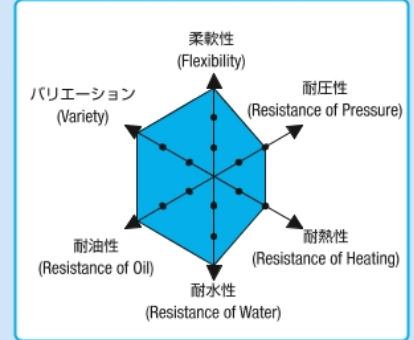 柔軟性
(Flexibility)
バリエーション
(Variety)
耐圧性
(Resistance of Pressure)
耐油性
(Resistance of Oil)
耐熱性
(Resistance of Heating)
耐水性
(Resistance of Water)